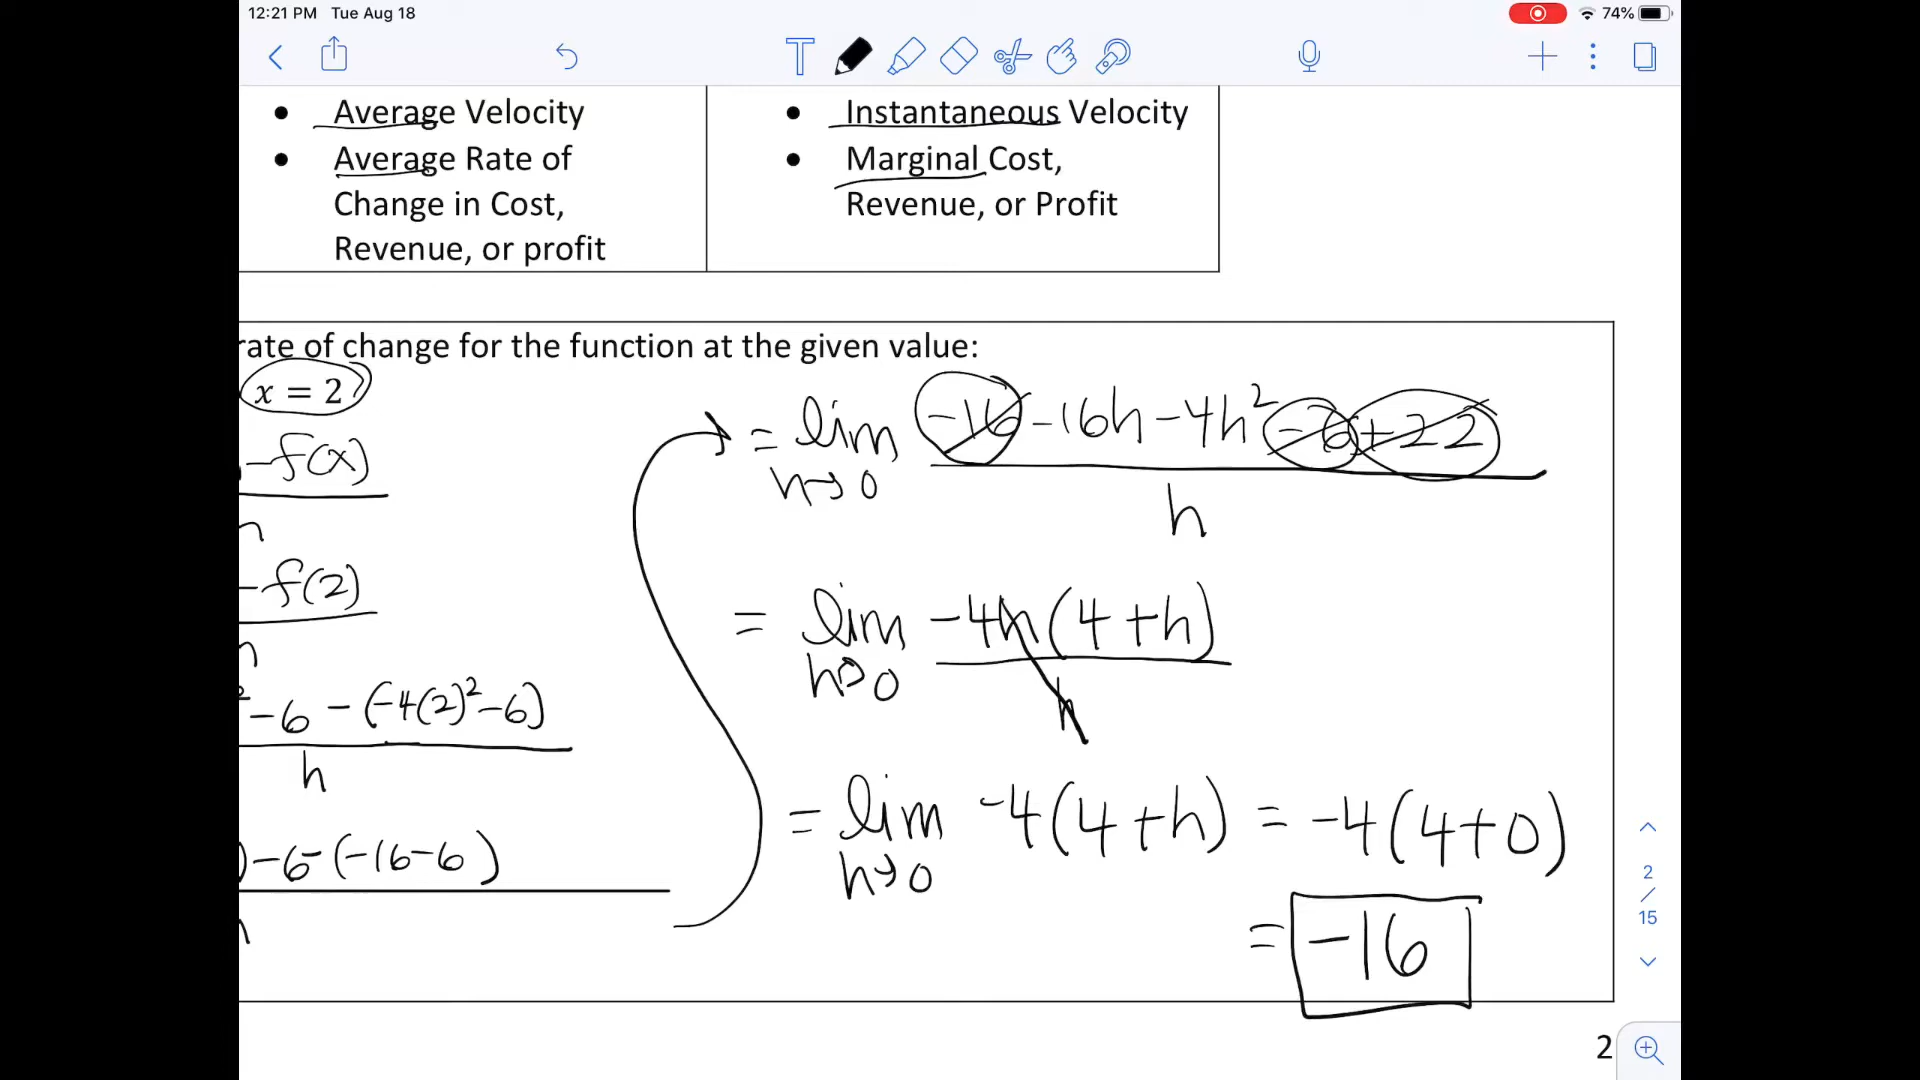 12:21 PM Tue Aug 18
74%
T
• Average Velocity
• Average Rate of
Change in Cost,
Revenue, or profit
• Instantaneous Velocity
• Marginal Cost,
Revenue, or Profit
rate of change for the function at the given value:
x = 2
-f(x)
h
-f(2)
h
² -6 - (-4(2)² -6)
h
)-6-(-16-6)
h
= lim -16 -16h -4h² -6 +22
h→0 h
= lim -4h(4+h)
h→0 h
= lim -4(4+h) = -4(4+0)
h→0
= -16
2
/
15
2